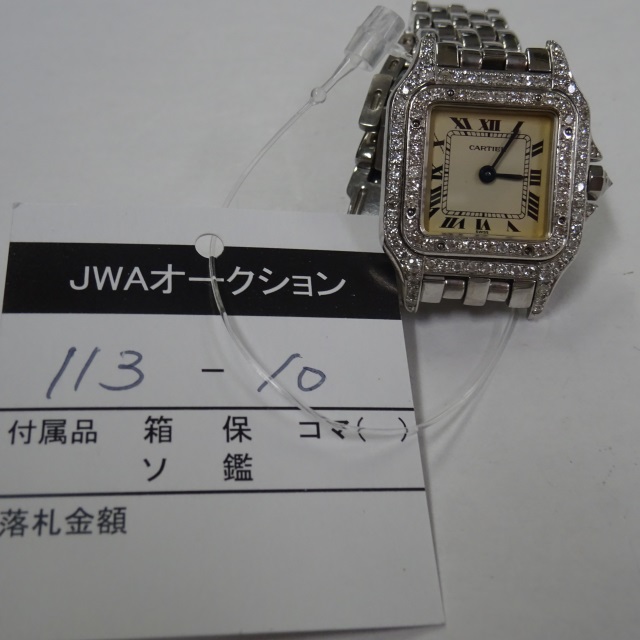 JWAオークション
113 - 10
付属品 箱 保 コマ( )
ソ 鑑
落札金額
XII
CARTIER